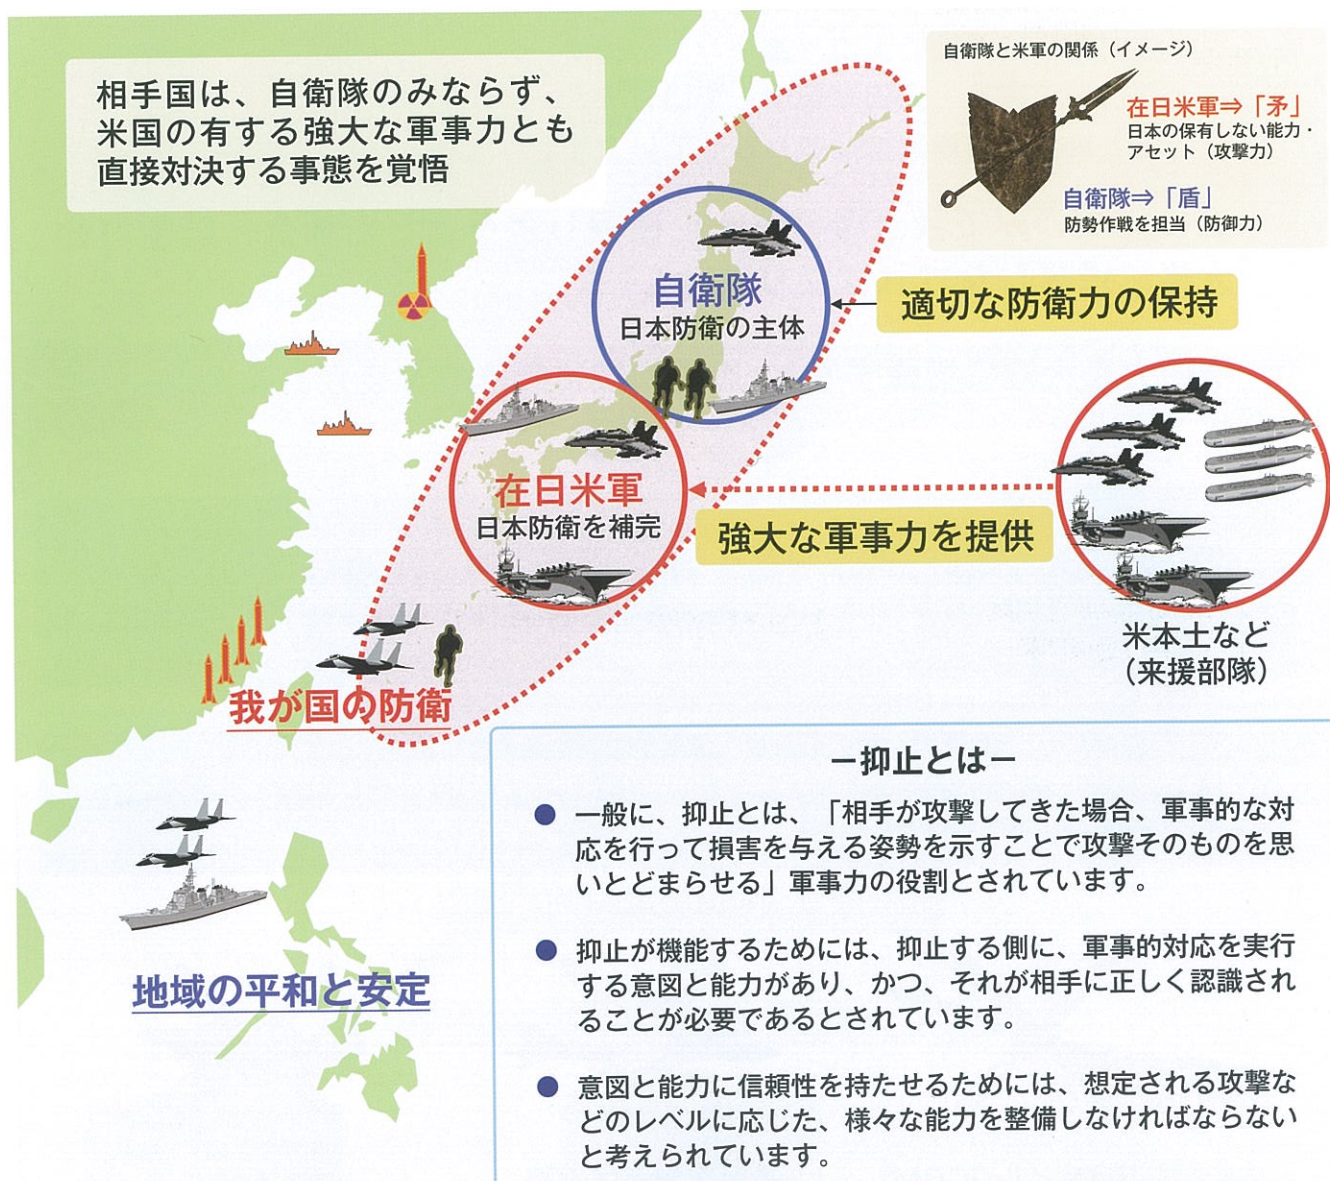 相手国は、自衛隊のみならず、
米国の有する強大な軍事力とも
直接対決する事態を覚悟
自衛隊と米軍の関係（イメージ）
在日米軍⇒「矛」
日本の保有しない能力・
アセット（攻撃力）
自衛隊⇒「盾」
防勢作戦を担当（防御力）
自衛隊
日本防衛の主体
適切な防衛力の保持
在日米軍
日本防衛を補完
強大な軍事力を提供
米本土など
（来援部隊）
我が国の防衛
地域の平和と安定
－抑止とは－
● 一般に、抑止とは、「相手が攻撃してきた場合、軍事的な対
応を行って損害を与える姿勢を示すことで攻撃そのものを思
いとどまらせる」軍事力の役割とされています。
● 抑止が機能するためには、抑止する側に、軍事的対応を実行
する意図と能力があり、かつ、それが相手に正しく認識され
ることが必要であるとされています。
● 意図と能力に信頼性を持たせるためには、想定される攻撃な
どのレベルに応じた、様々な能力を整備しなければならない
と考えられています。